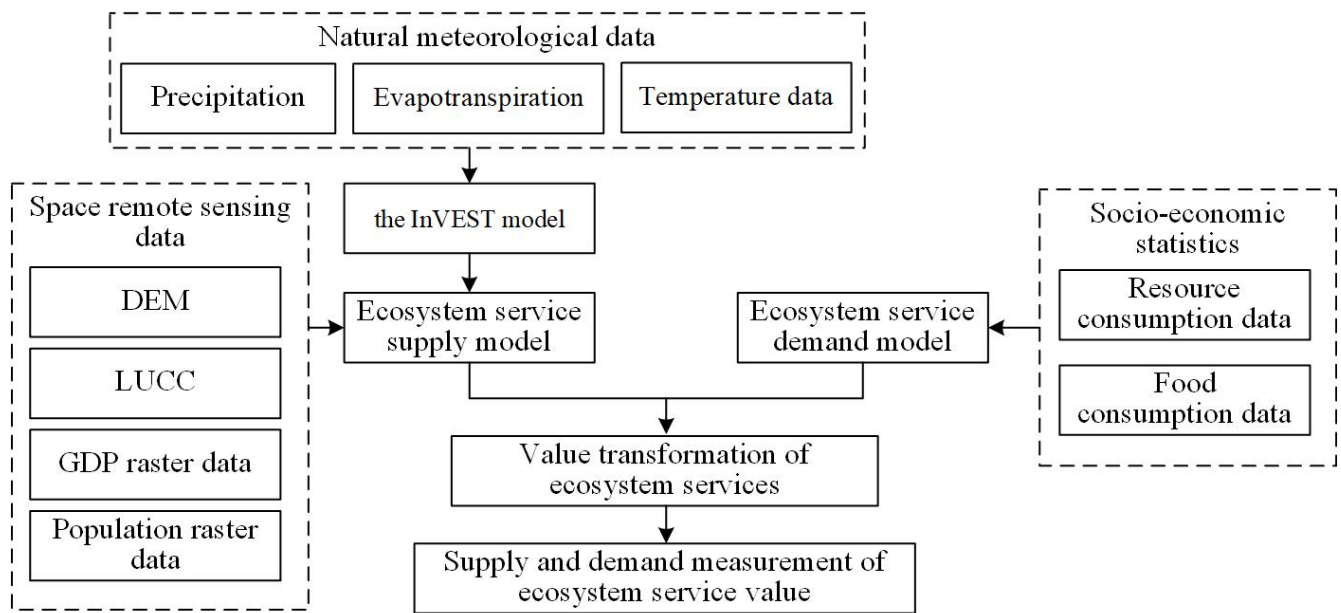 Natural meteorological data
Precipitation
Evapotranspiration
Temperature data
the InVEST model
Space remote sensing
data
DEM
LUCC
GDP raster data
Population raster
data
Ecosystem service
supply model
Ecosystem service
demand model
Socio-economic
statistics
Resource
consumption data
Food
consumption data
Value transformation of
ecosystem services
Supply and demand measurement of
ecosystem service value